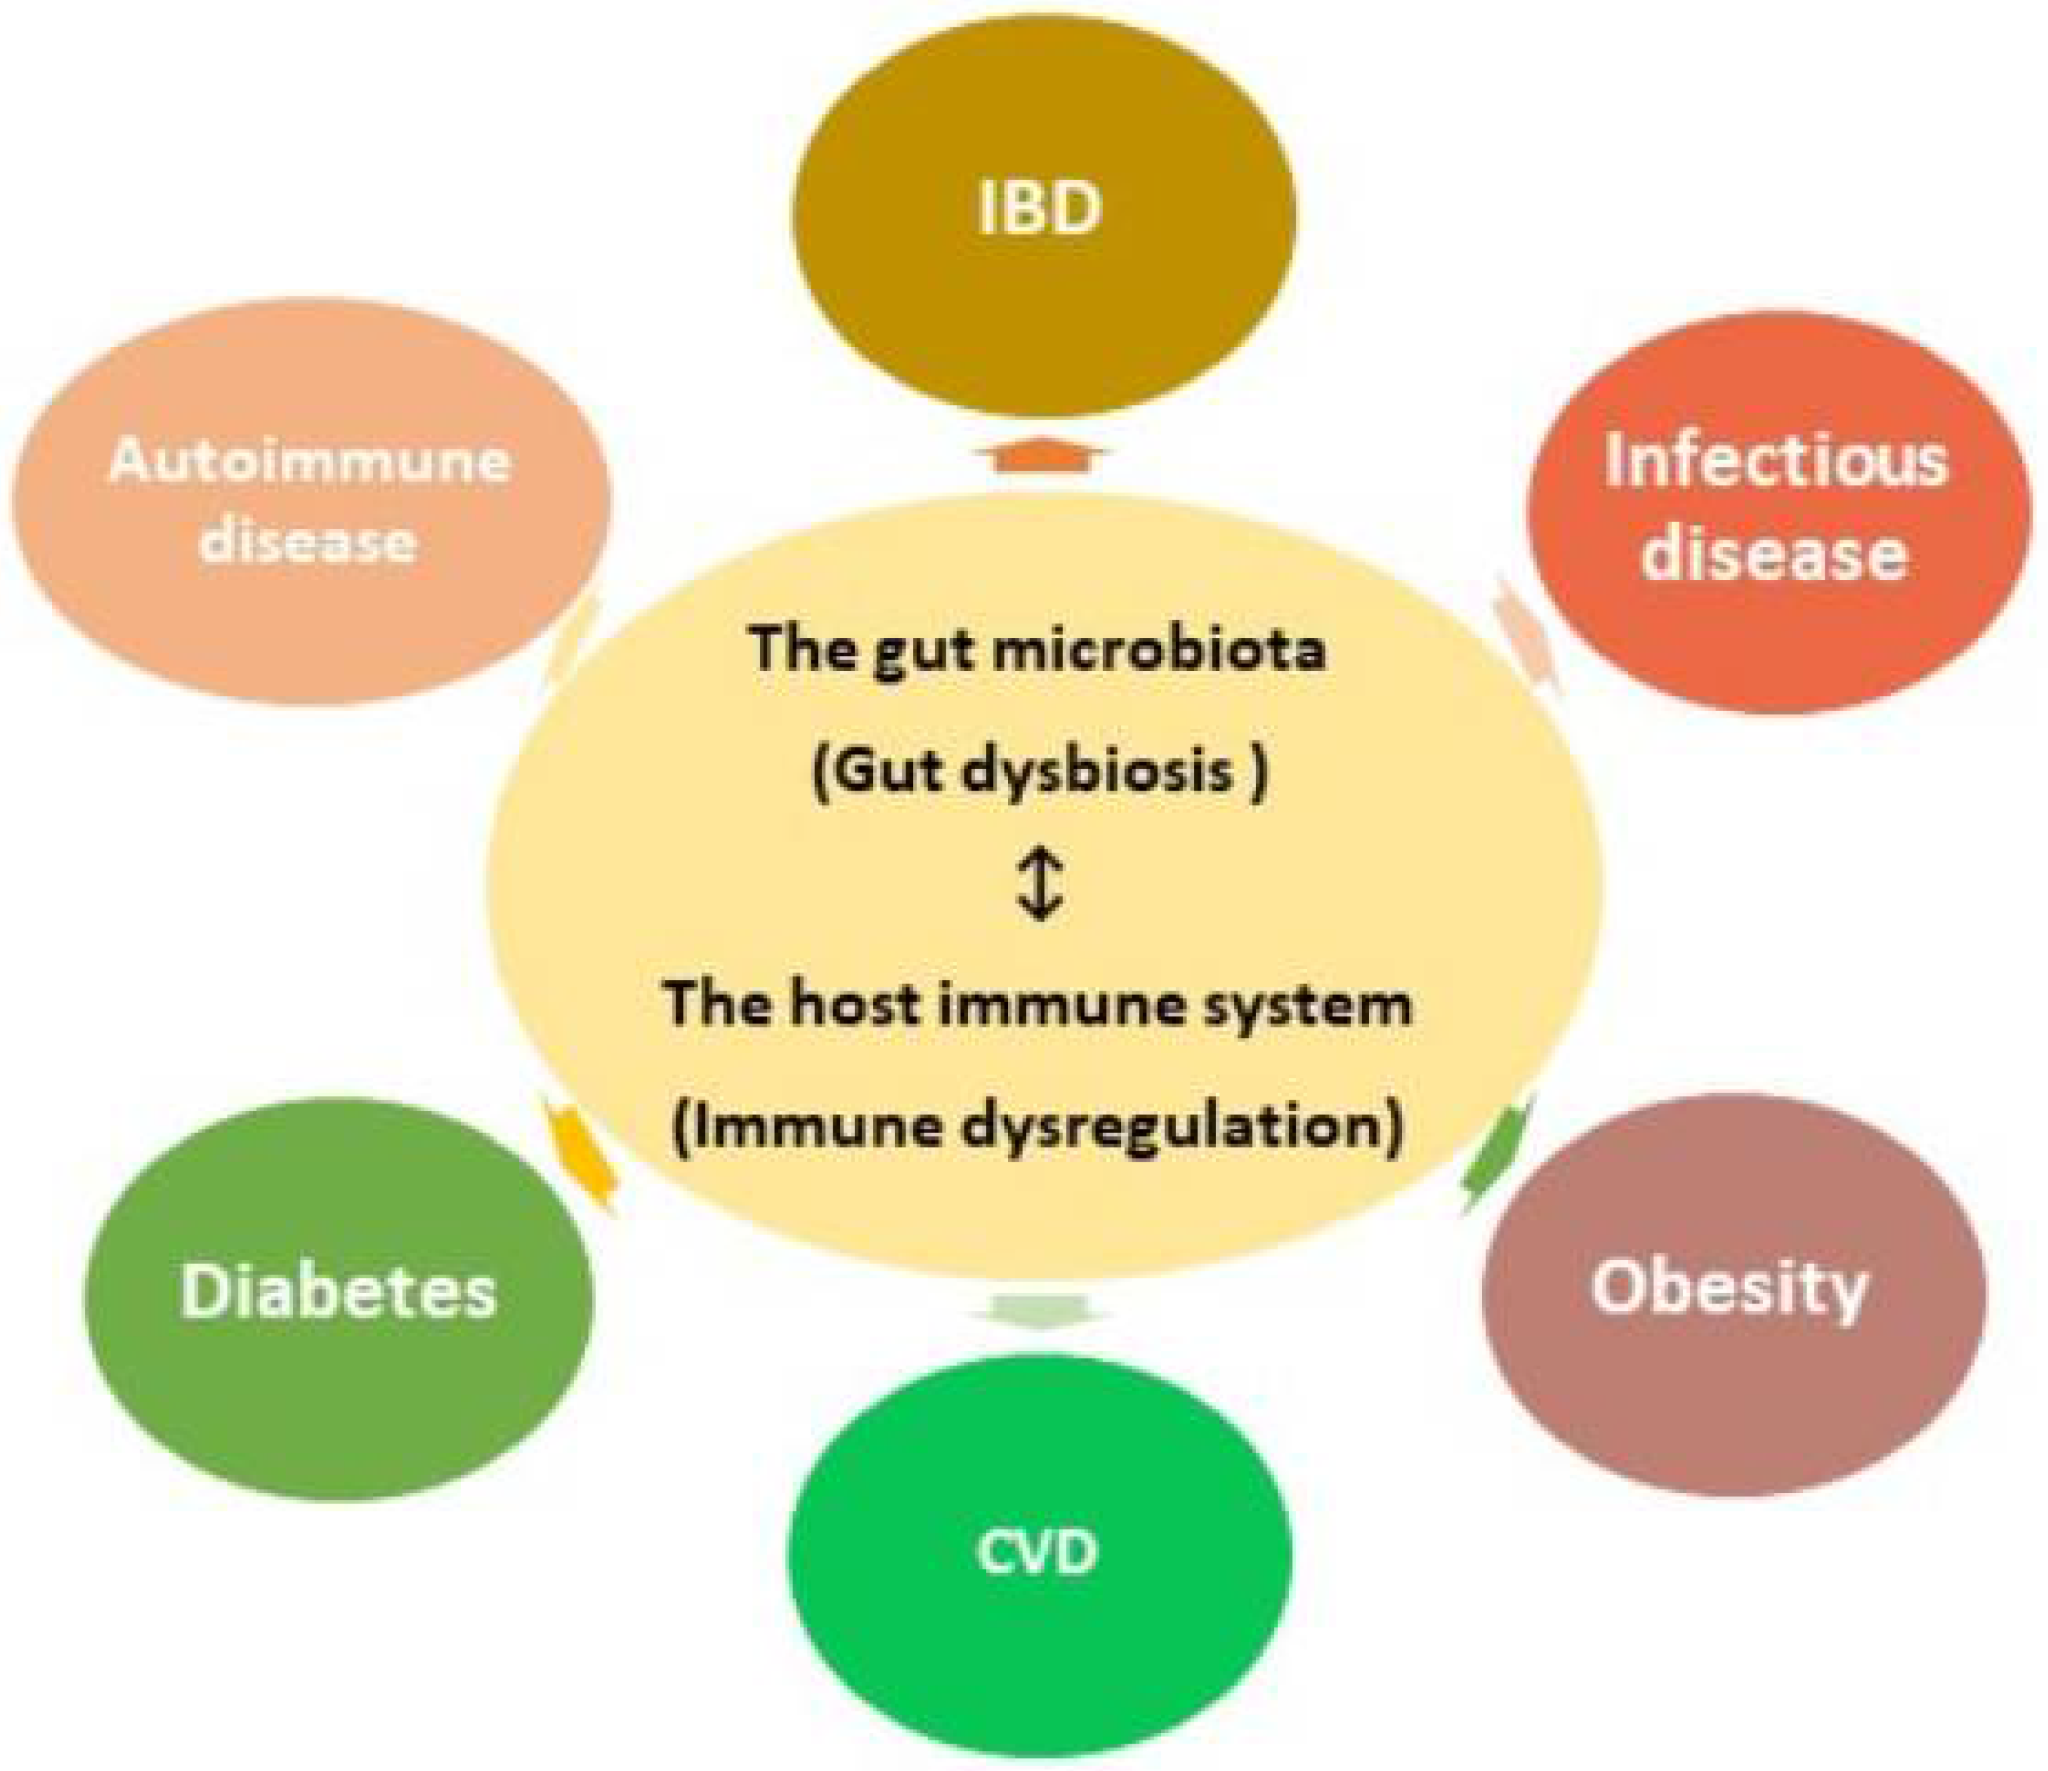 IBD
Autoimmune
disease
Infectious
disease
The gut microbiota
(Gut dysbiosis )
↕
The host immune system
(Immune dysregulation)
Diabetes
Obesity
CVD